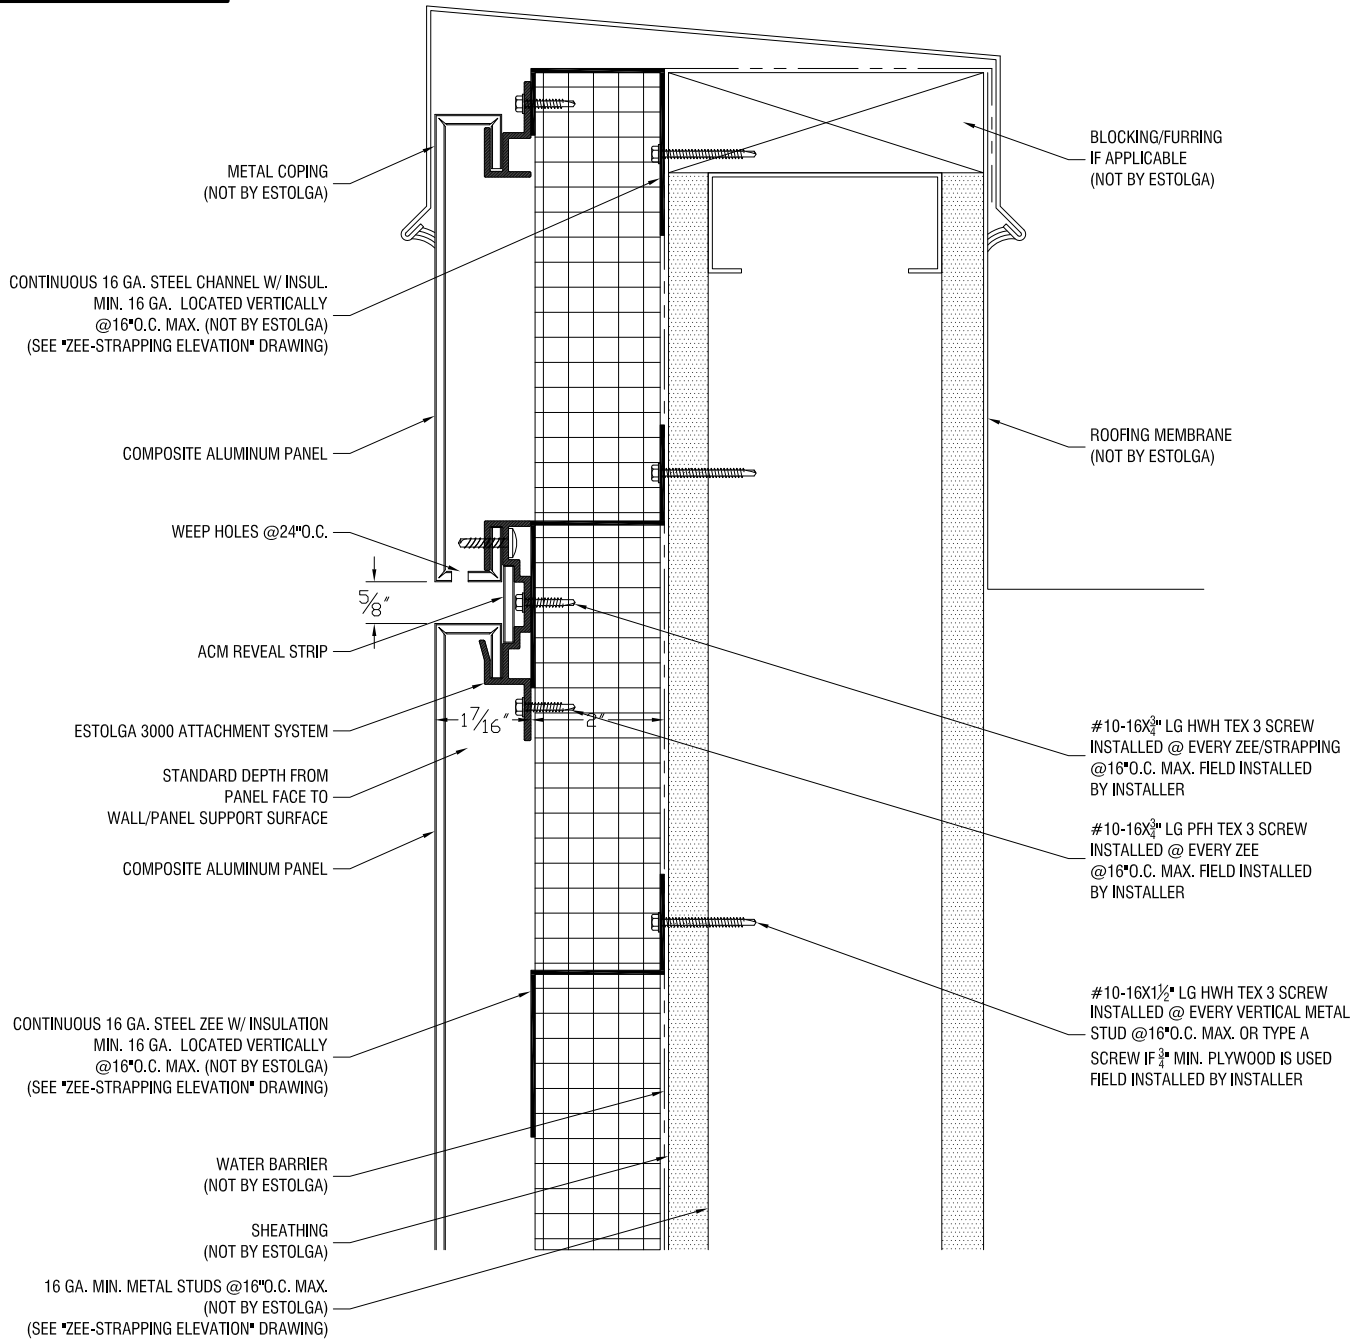 METAL COPING
(NOT BY ESTOLGA)
CONTINUOUS 16 GA. STEEL CHANNEL W/ INSUL.
MIN. 16 GA. LOCATED VERTICALLY
@16"O.C. MAX. (NOT BY ESTOLGA)
(SEE "ZEE-STRAPPING ELEVATION" DRAWING)
COMPOSITE ALUMINUM PANEL
WEEP HOLES @24"O.C.
5/8"
ACM REVEAL STRIP
ESTOLGA 3000 ATTACHMENT SYSTEM
1 7/16"
2"
STANDARD DEPTH FROM
PANEL FACE TO
WALL/PANEL SUPPORT SURFACE
COMPOSITE ALUMINUM PANEL
CONTINUOUS 16 GA. STEEL ZEE W/ INSULATION
MIN. 16 GA. LOCATED VERTICALLY
@16"O.C. MAX. (NOT BY ESTOLGA)
(SEE "ZEE-STRAPPING ELEVATION" DRAWING)
WATER BARRIER
(NOT BY ESTOLGA)
SHEATHING
(NOT BY ESTOLGA)
16 GA. MIN. METAL STUDS @16"O.C. MAX.
(NOT BY ESTOLGA)
(SEE "ZEE-STRAPPING ELEVATION" DRAWING)
BLOCKING/FURRING
IF APPLICABLE
(NOT BY ESTOLGA)
ROOFING MEMBRANE
(NOT BY ESTOLGA)
#10-16X3/4" LG HWH TEX 3 SCREW
INSTALLED @ EVERY ZEE/STRAPPING
@16"O.C. MAX. FIELD INSTALLED
BY INSTALLER
#10-16X3/4" LG PFH TEX 3 SCREW
INSTALLED @ EVERY ZEE
@16"O.C. MAX. FIELD INSTALLED
BY INSTALLER
#10-16X1 1/2" LG HWH TEX 3 SCREW
INSTALLED @ EVERY VERTICAL METAL
STUD @16"O.C. MAX. OR TYPE A
SCREW IF 3/4" MIN. PLYWOOD IS USED
FIELD INSTALLED BY INSTALLER